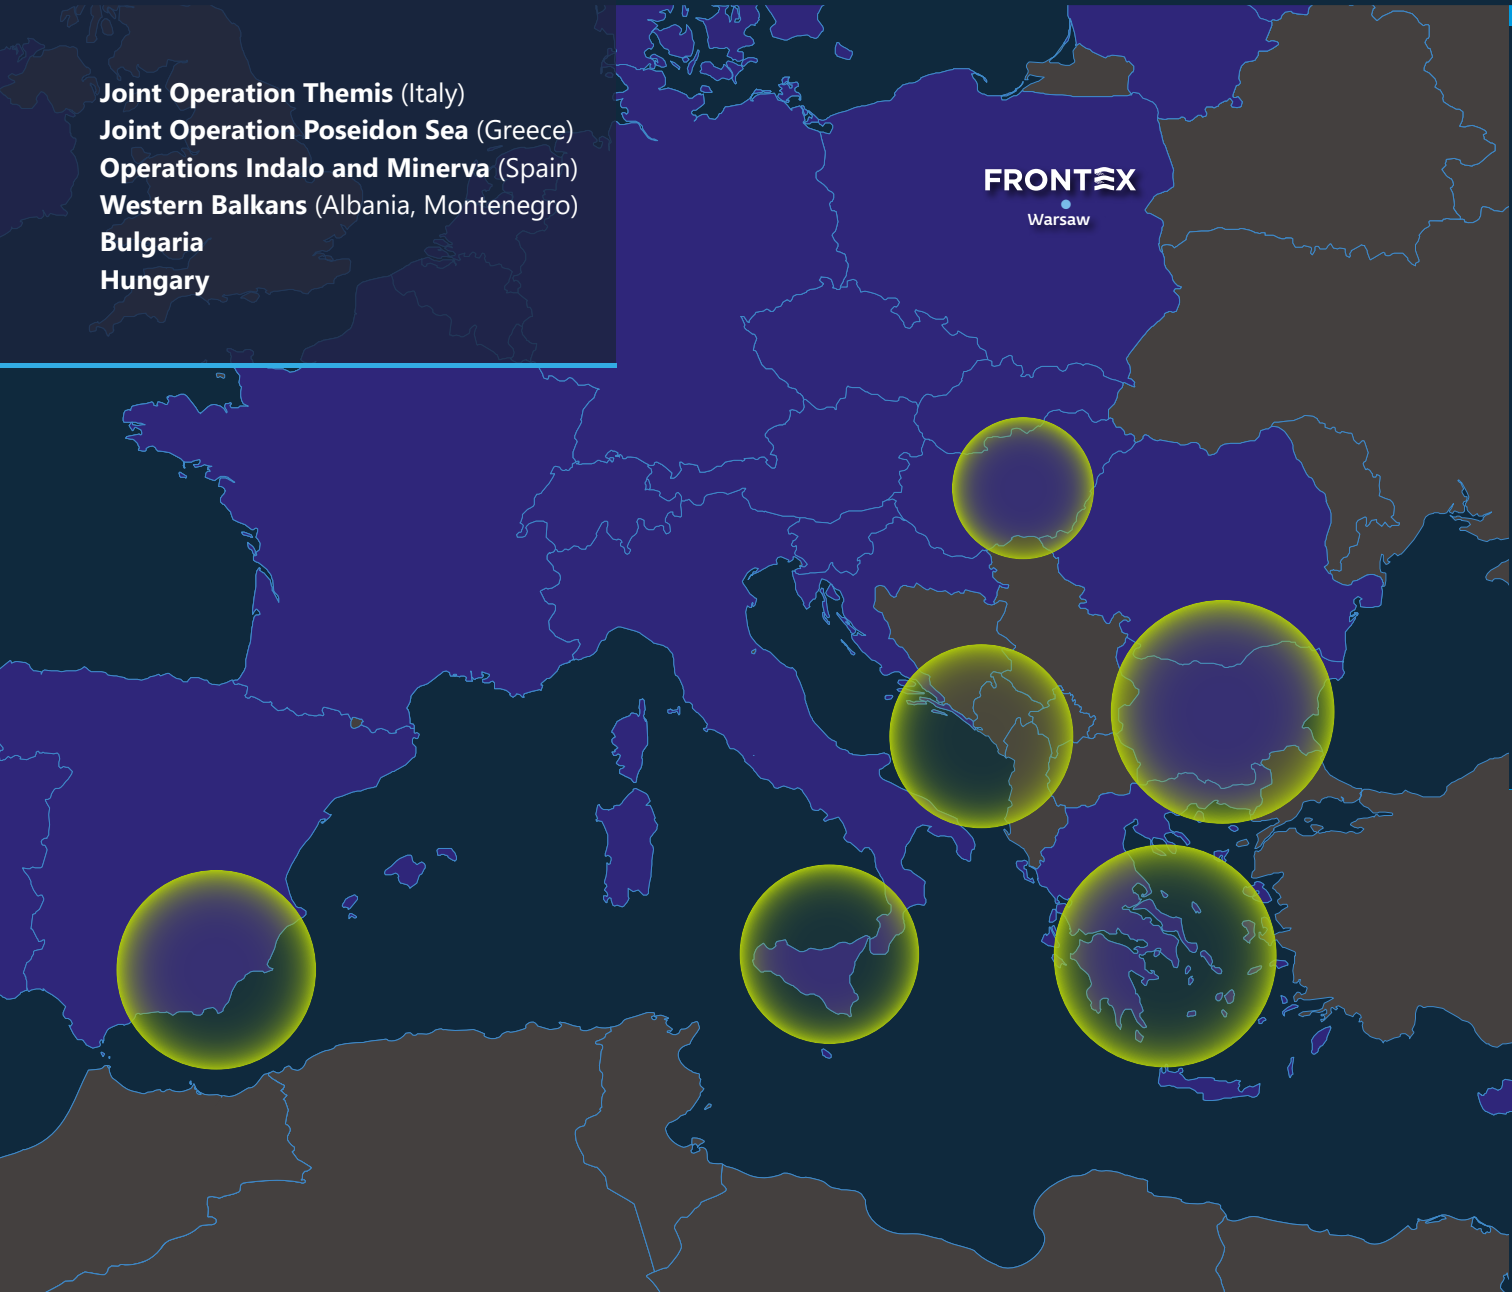 Joint Operation Themis (Italy)
Joint Operation Poseidon Sea (Greece)
Operations Indalo and Minerva (Spain)
Western Balkans (Albania, Montenegro)
Bulgaria
Hungary
FRONTEX
Warsaw